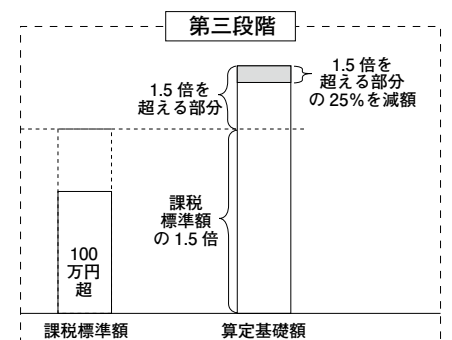 第三段階
1.5倍を
超える部分
1.5倍を
超える部分
の25%を減額
課税
標準額
の1.5倍
100
万円
超
課税標準額
算定基礎額